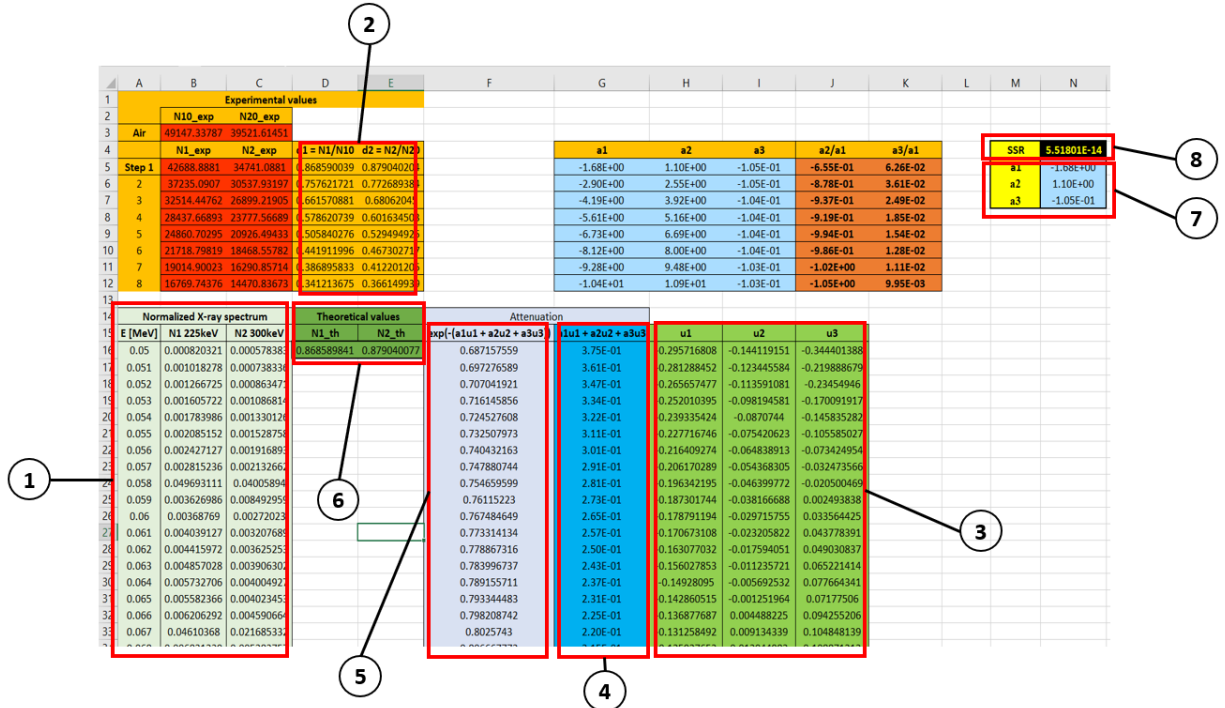 2
A B C D E F G H I J K L M N
1 Experimental values
2 N10_exp N20_exp
3 Air 49147.33787 39521.61451
4 N1_exp N2_exp d1 = N1/N10 d2 = N2/N20 a1 a2 a3 a2/a1 a3/a1 SSR 5.51801E-14
8
5 Step 1 42688.8881 34741.0881 0.868590039 0.879040204 -1.68E+00 1.10E+00 -1.05E-01 -6.55E-01 6.26E-02 a1 -1.68E+00
6 2 37235.0907 30537.93197 0.757621721 0.772689384 -2.90E+00 2.55E+00 -1.04E-01 -8.78E-01 3.61E-02 a2 1.10E+00
7 3 32514.44762 26899.21905 0.661570881 0.68062045 -4.19E+00 3.92E+00 -1.04E-01 -9.37E-01 2.49E-02 a3 -1.05E-01
7
8 4 28437.66893 23777.56689 0.578620739 0.601634503 -5.61E+00 5.16E+00 -1.04E-01 -9.19E-01 1.85E-02
9 5 24860.70295 20926.49433 0.505840276 0.529494925 -6.73E+00 6.69E+00 -1.04E-01 -9.94E-01 1.54E-02
10 6 21718.79819 18468.55782 0.441911996 0.467302717 -8.12E+00 8.00E+00 -1.04E-01 -9.86E-01 1.28E-02
11 7 19014.90023 16290.85714 0.386895833 0.412201205 -9.28E+00 9.48E+00 -1.03E-01 -1.02E+00 1.11E-02
12 8 16769.74376 14470.83673 0.341213675 0.366149939 -1.04E+01 1.09E+01 -1.03E-01 -1.05E+00 9.95E-03
13
14 Normalized X-ray spectrum Theoretical values Attenuation
15 E [MeV] N1 225keV N2 300keV N1_th N2_th exp(-(a1u1 + a2u2 + a3u3)) a1u1 + a2u2 + a3u3 u1 u2 u3
16 0.05 0.000820321 0.000578383 0.868589841 0.879040077 0.687157559 3.75E-01 0.295716808 -0.144119151 -0.344401388
17 0.051 0.001018278 0.000738336 0.697276589 3.61E-01 0.281288452 -0.123445584 -0.219888679
18 0.052 0.001266725 0.000863471 0.707041921 3.47E-01 0.265657477 -0.113591081 -0.23454946
19 0.053 0.001605722 0.001086814 0.716145856 3.34E-01 0.252010395 -0.098194581 -0.170091917
20 0.054 0.001783986 0.001330126 0.724527608 3.22E-01 0.239335424 -0.0870744 -0.145835282
21 0.055 0.002085152 0.001528758 0.732507973 3.11E-01 0.227716746 -0.075420623 -0.105585027
22 0.056 0.002427127 0.001916893 0.740432163 3.01E-01 0.216409274 -0.064838913 -0.073424954
23 0.057 0.002815236 0.002132662 0.747880744 2.91E-01 0.206170289 -0.054368305 -0.032473566
1
24 0.058 0.049693111 0.04005894 0.754659599 2.81E-01 0.196342195 -0.046399772 -0.020500469
25 0.059 0.003626986 0.008492959 0.76115223 2.73E-01 0.187301744 -0.038166688 0.002493838
6
26 0.06 0.00368769 0.00272023 0.767484649 2.65E-01 0.178791194 -0.029715755 0.033564425
27 0.061 0.004039127 0.003207689 0.773314134 2.57E-01 0.170673108 -0.023205822 0.043778391
3
28 0.062 0.004415972 0.003625253 0.778867316 2.50E-01 0.163077032 -0.01759405 0.049030837
29 0.063 0.004857028 0.003906302 0.783996737 2.43E-01 0.156027853 -0.011235721 0.065221414
30 0.064 0.005732706 0.004004927 0.789155711 2.37E-01 -0.14928095 -0.005692532 0.077664341
31 0.065 0.005582366 0.004023453 0.793344483 2.31E-01 0.142860515 -0.001251964 0.07177506
32 0.066 0.006206292 0.004590664 0.798208742 2.25E-01 0.136877687 0.004488225 0.094255206
33 0.067 0.04610368 0.021685332 0.8025743 2.20E-01 0.131258492 0.009134339 0.104848139
5
4